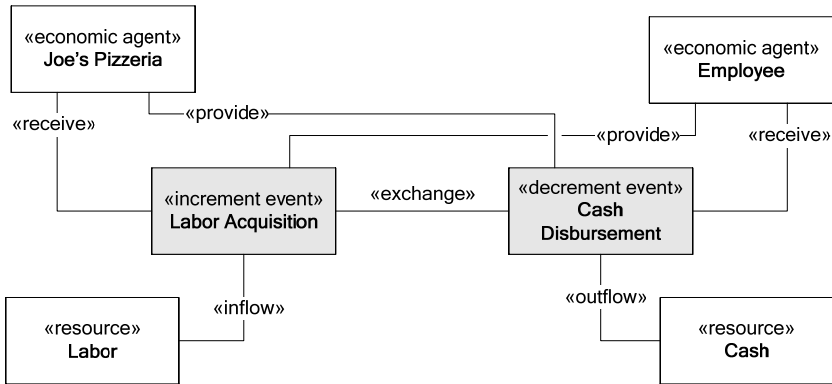 «economic agent»
Joe's Pizzeria
«economic agent»
Employee
«receive»
«provide»
«provide»
«receive»
«increment event»
Labor Acquisition
«exchange»
«decrement event»
Cash
Disbursement
«inflow»
«outflow»
«resource»
Labor
«resource»
Cash